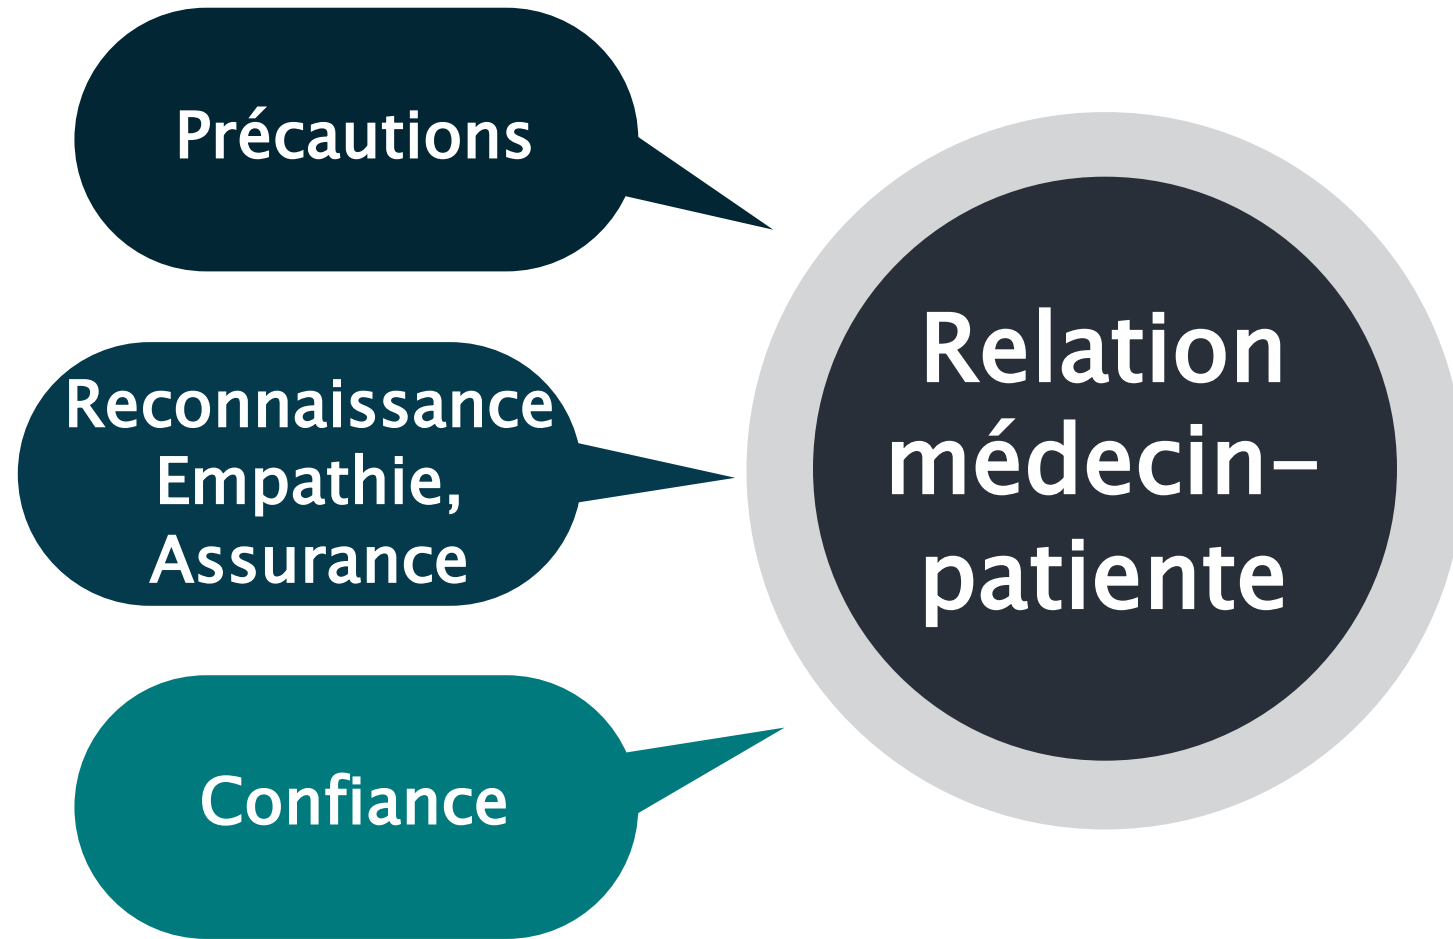 Précautions
Reconnaissance
Empathie,
Assurance
Confiance
Relation
médecin–
patiente